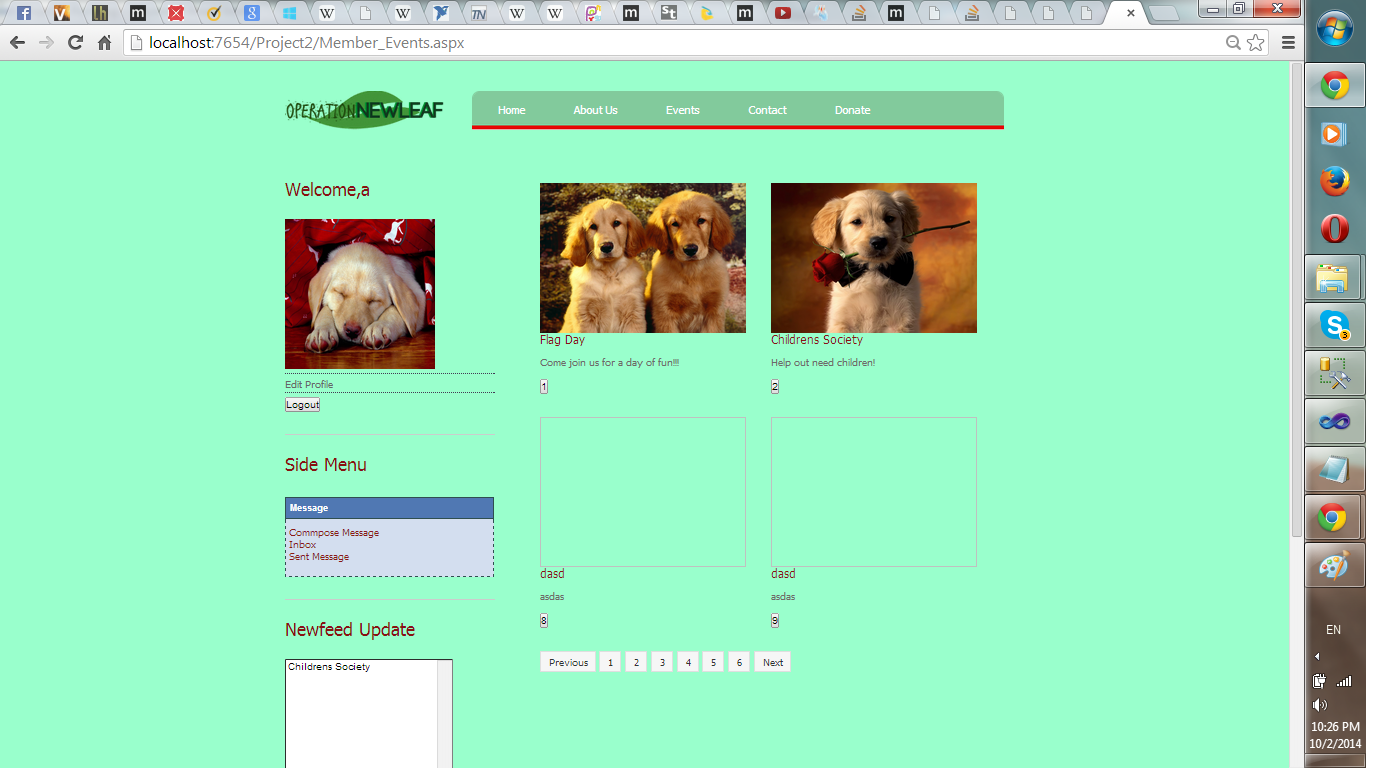 localhost:7654/Project2/Member_Events.aspx
OPERATIONNEWLEAF
Home About Us Events Contact Donate
Welcome,a
Edit Profile
Logout
Side Menu
Message
Commpose Message
Inbox
Sent Message
Newfeed Update
Childrens Society
Flag Day
Come join us for a day of fun!!!
1
Childrens Society
Help out need children!
2
dasd
asdas
8
dasd
asdas
9
Previous 1 2 3 4 5 6 Next
EN
10:26 PM
10/2/2014